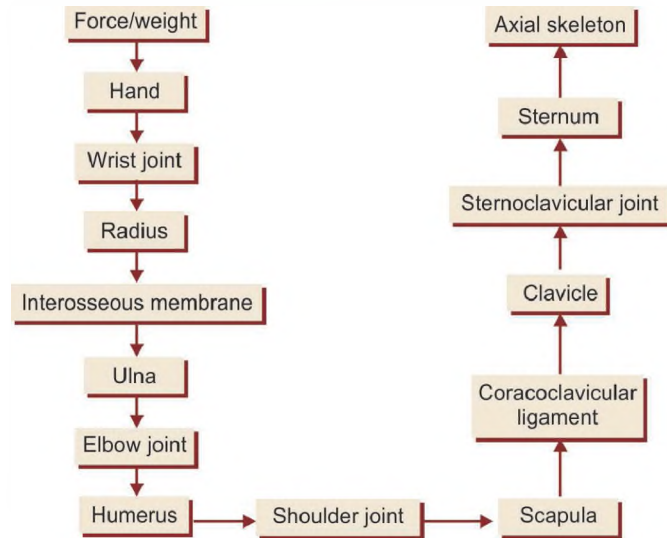 Force/weight
Hand
Wrist joint
Radius
Interosseous membrane
Ulna
Elbow joint
Humerus
Shoulder joint
Scapula
Coracoclavicular
ligament
Clavicle
Sternoclavicular joint
Sternum
Axial skeleton